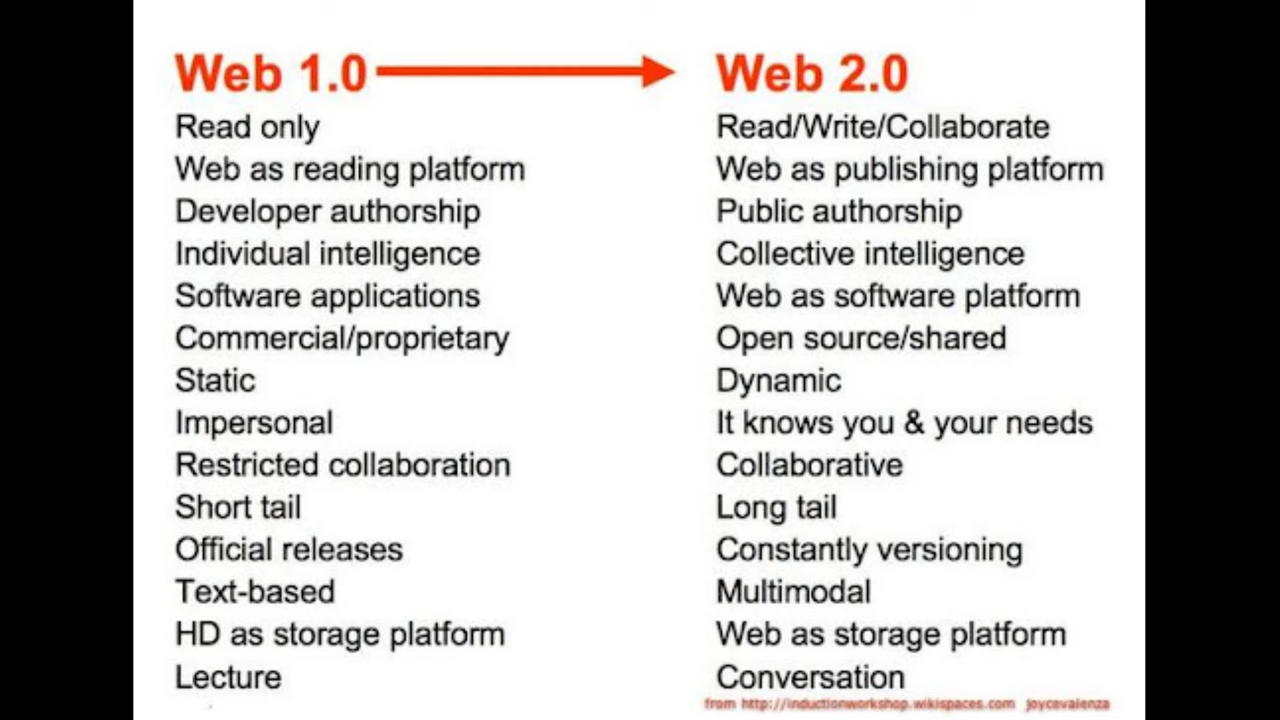 Web 1.0 Web 2.0
Read only Read/Write/Collaborate
Web as reading platform Web as publishing platform
Developer authorship Public authorship
Individual intelligence Collective intelligence
Software applications Web as software platform
Commercial/proprietary Open source/shared
Static Dynamic
Impersonal It knows you & your needs
Restricted collaboration Collaborative
Short tail Long tail
Official releases Constantly versioning
Text-based Multimodal
HD as storage platform Web as storage platform
Lecture Conversation
from http://inductionworkshop.wikispaces.com joycevalenza